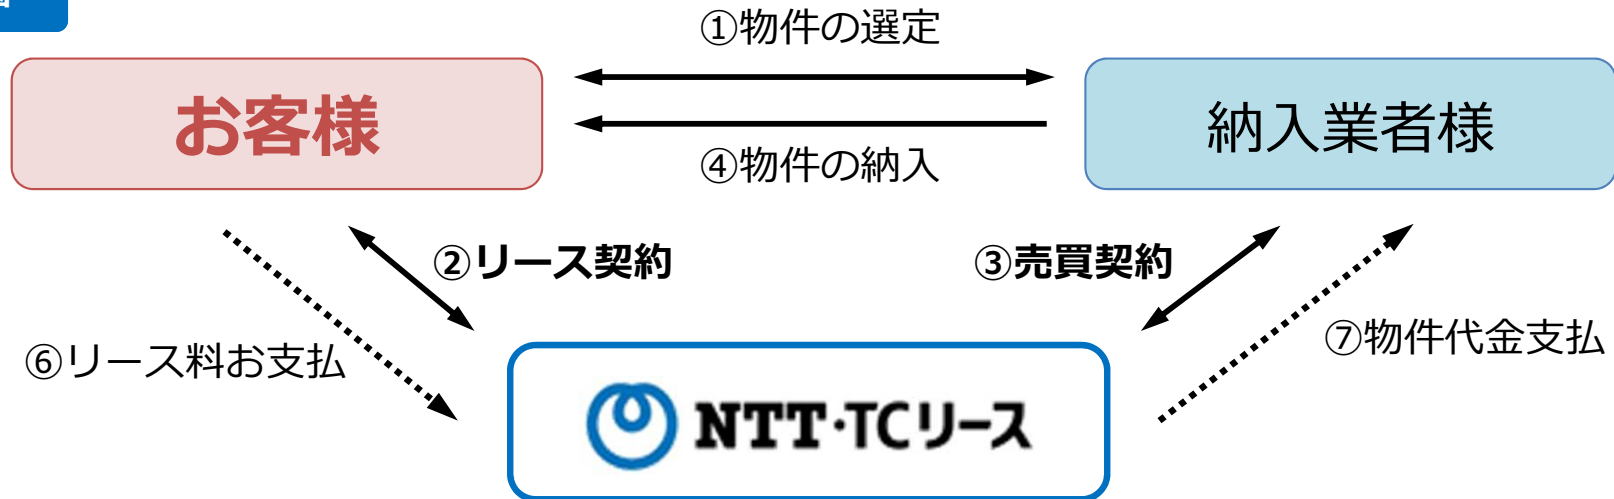 ①物件の選定
お客様
納入業者様
④物件の納入
②リース契約
③売買契約
⑥リース料お支払
⑦物件代金支払
NTT・TCリース